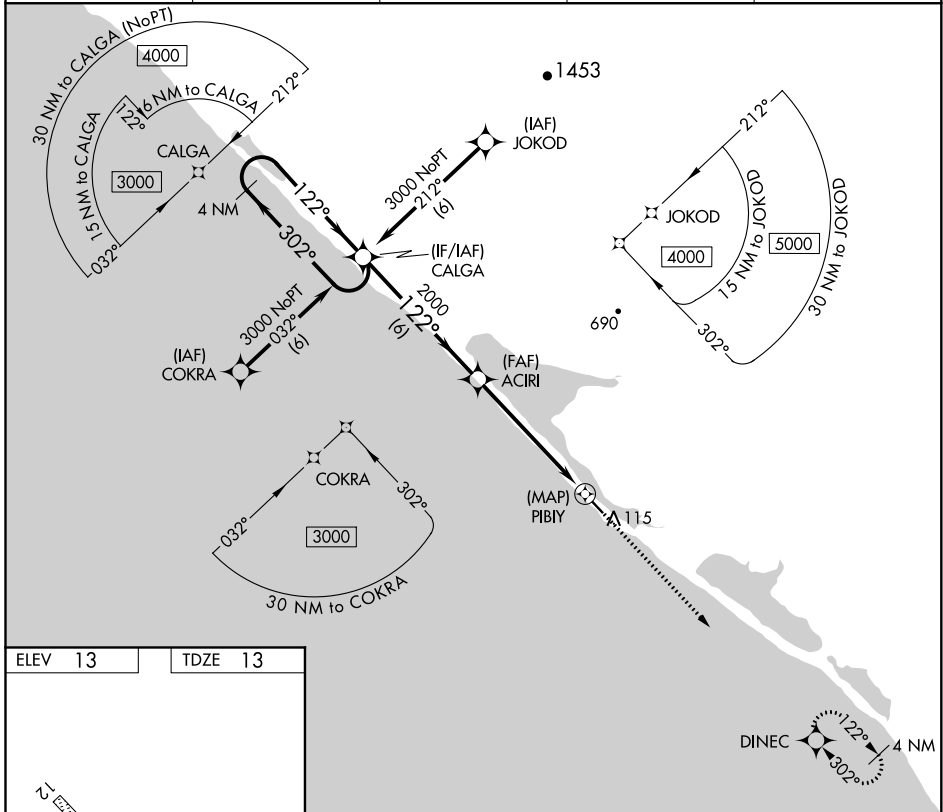 30 NM to CALGA (NoPT)
4000
6 NM to CALGA
122°
212°
15 NM to CALGA
3000
CALGA
032°
1453
(IAF)
JOKOD
3000 NoPT
212°
(6)
4 NM
122°
302°
(IF/IAF)
CALGA
212°
JOKOD
4000
15 NM to JOKOD
5000
30 NM to JOKOD
302°
690
3000 NoPT
032°
(6)
(IAF)
COKRA
2000
122°
(6)
(FAF)
ACIRI
COKRA
032°
302°
3000
30 NM to COKRA
(MAP)
PIBIY
115
ELEV 13
TDZE 13
12
DINEC
122°
302°
4 NM